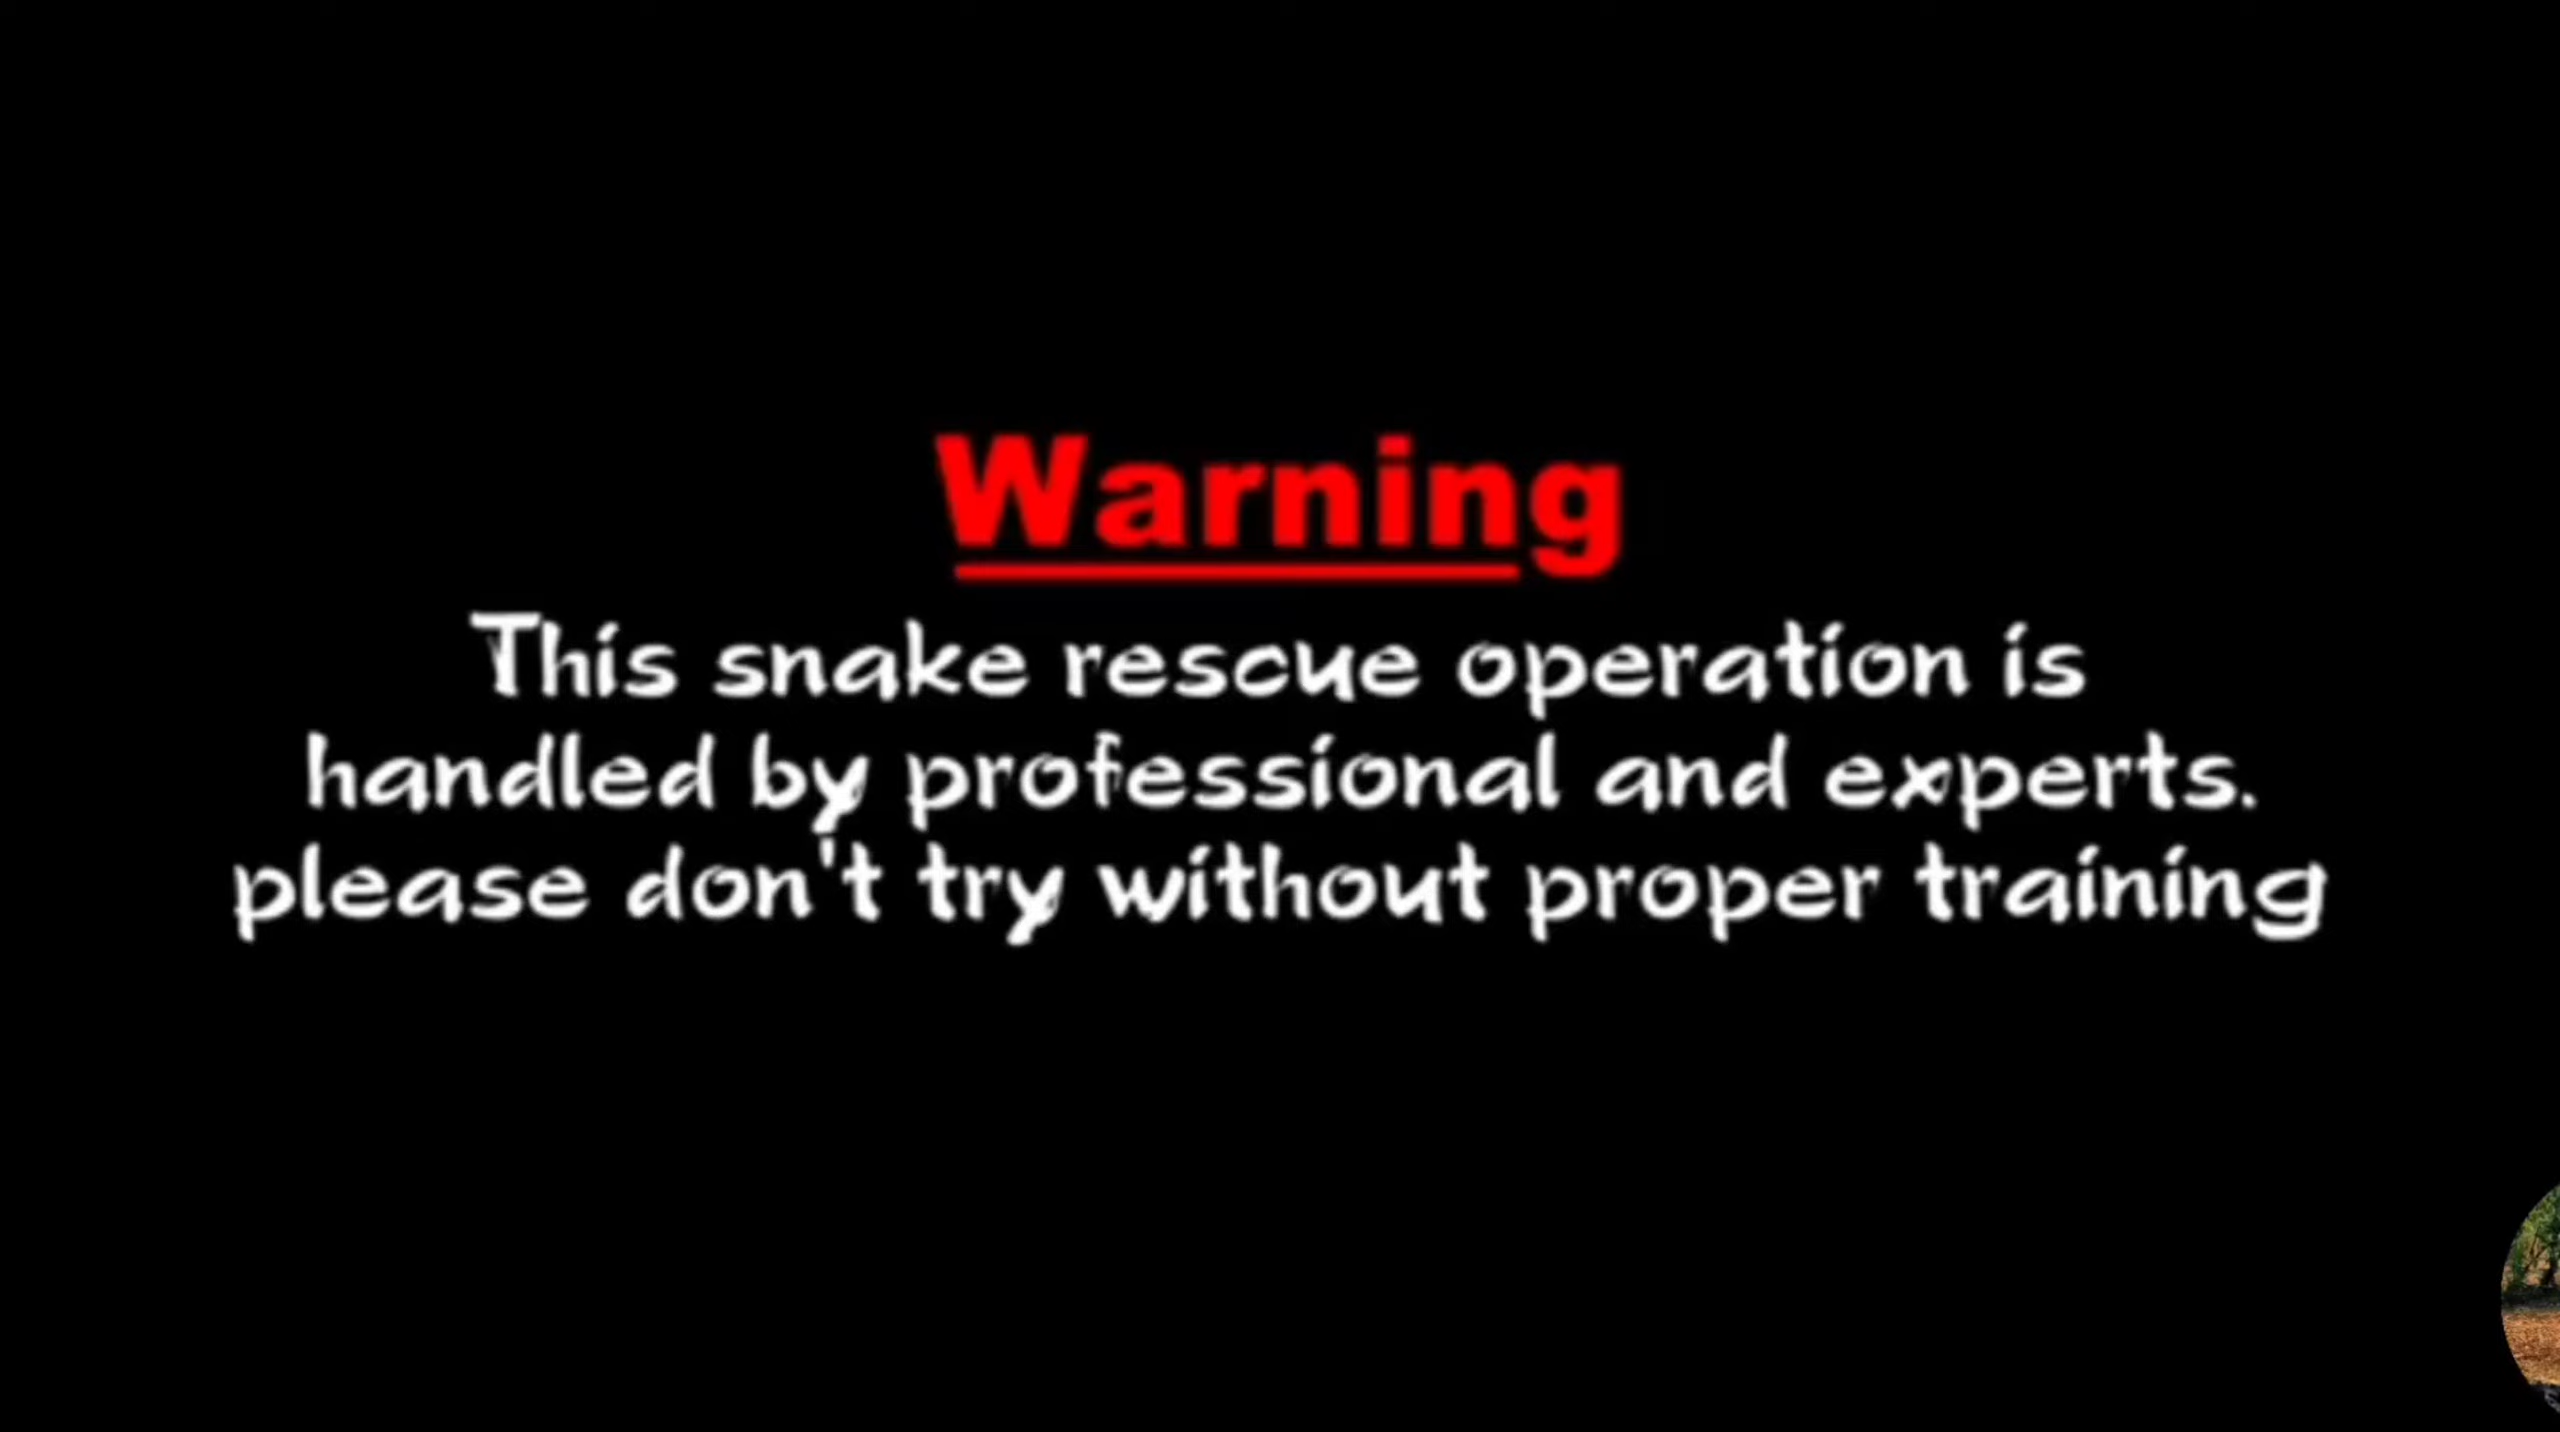 Warning
This snake rescue operation is
handled by professional and experts.
please don't try without proper training